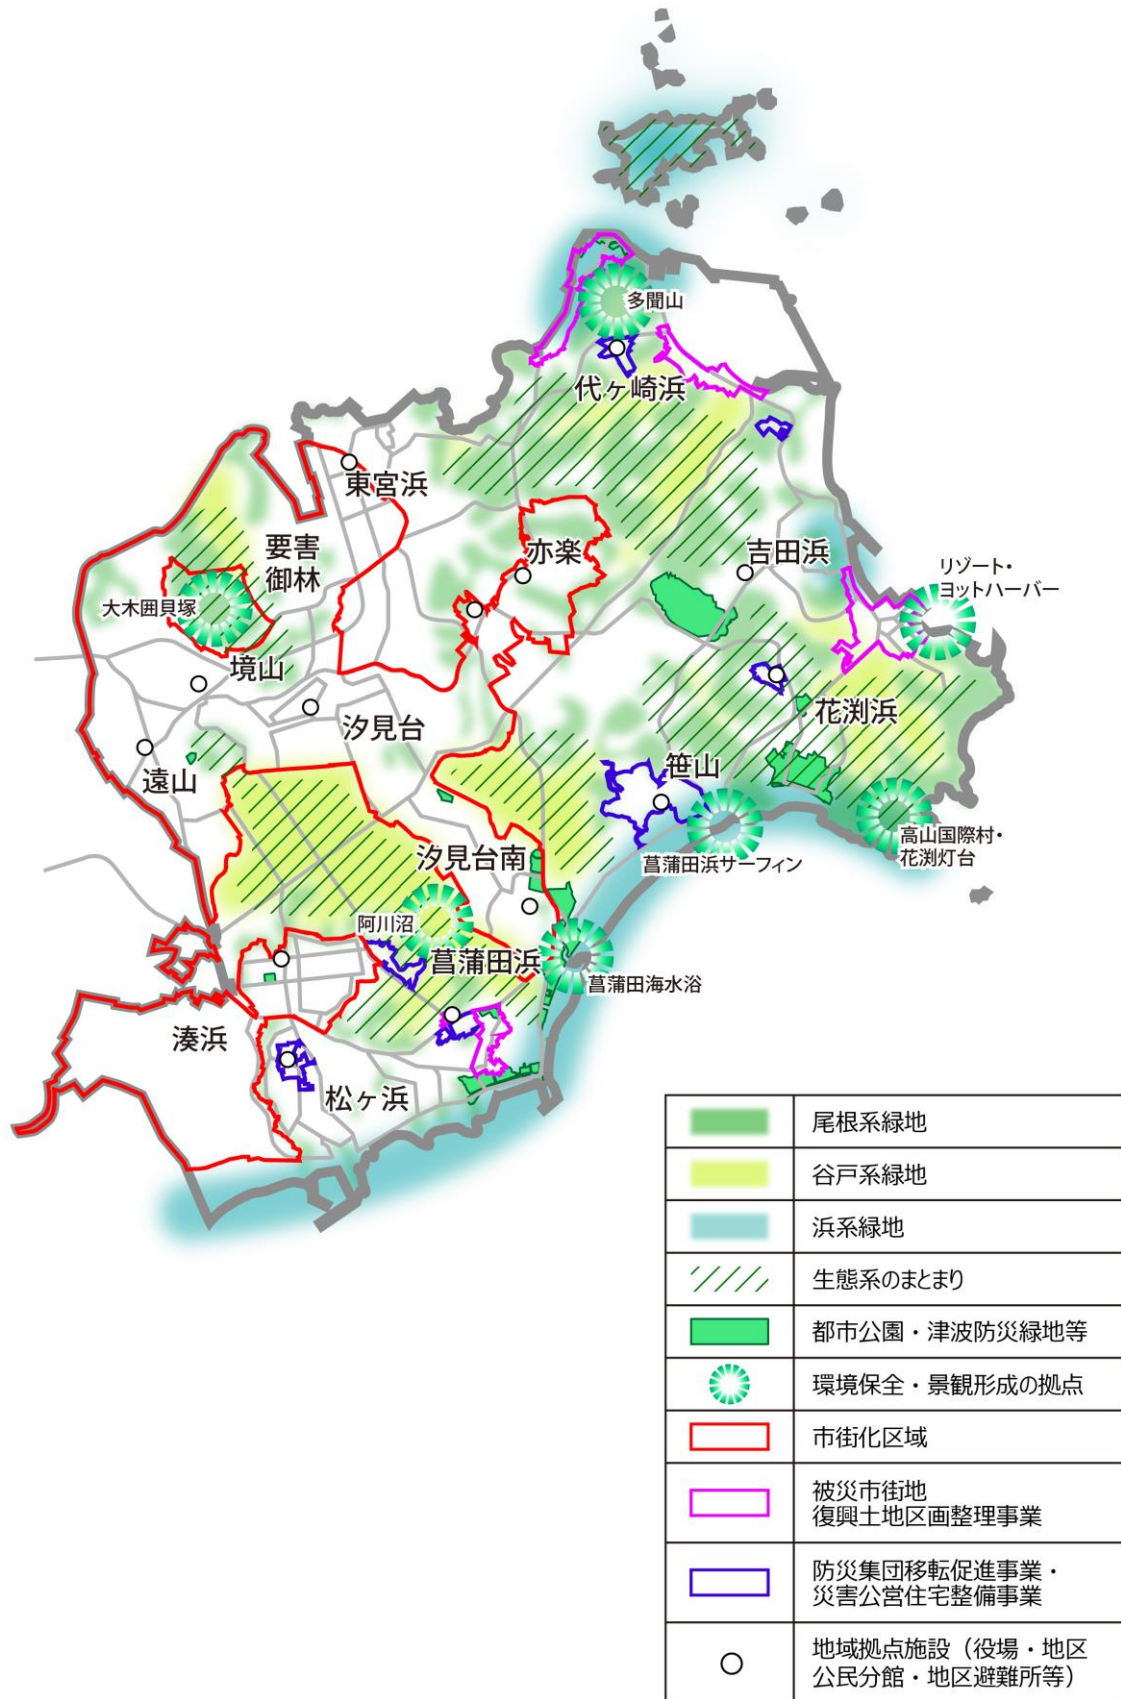 多聞山
代ヶ崎浜
東宮浜
要害
御林
亦楽
吉田浜
リゾート・
ヨットハーバー
大木囲貝塚
境山
汐見台
花渕浜
遠山
笹山
高山国際村・
花渕灯台
汐見台南
菖蒲田浜サーフィン
阿川沼
菖蒲田浜
菖蒲田海水浴
湊浜
松ヶ浜
尾根系緑地
谷戸系緑地
浜系緑地
生態系のまとまり
都市公園・津波防災緑地等
環境保全・景観形成の拠点
市街化区域
被災市街地
復興土地区画整理事業
防災集団移転促進事業・
災害公営住宅整備事業
地域拠点施設（役場・地区
公民分館・地区避難所等）